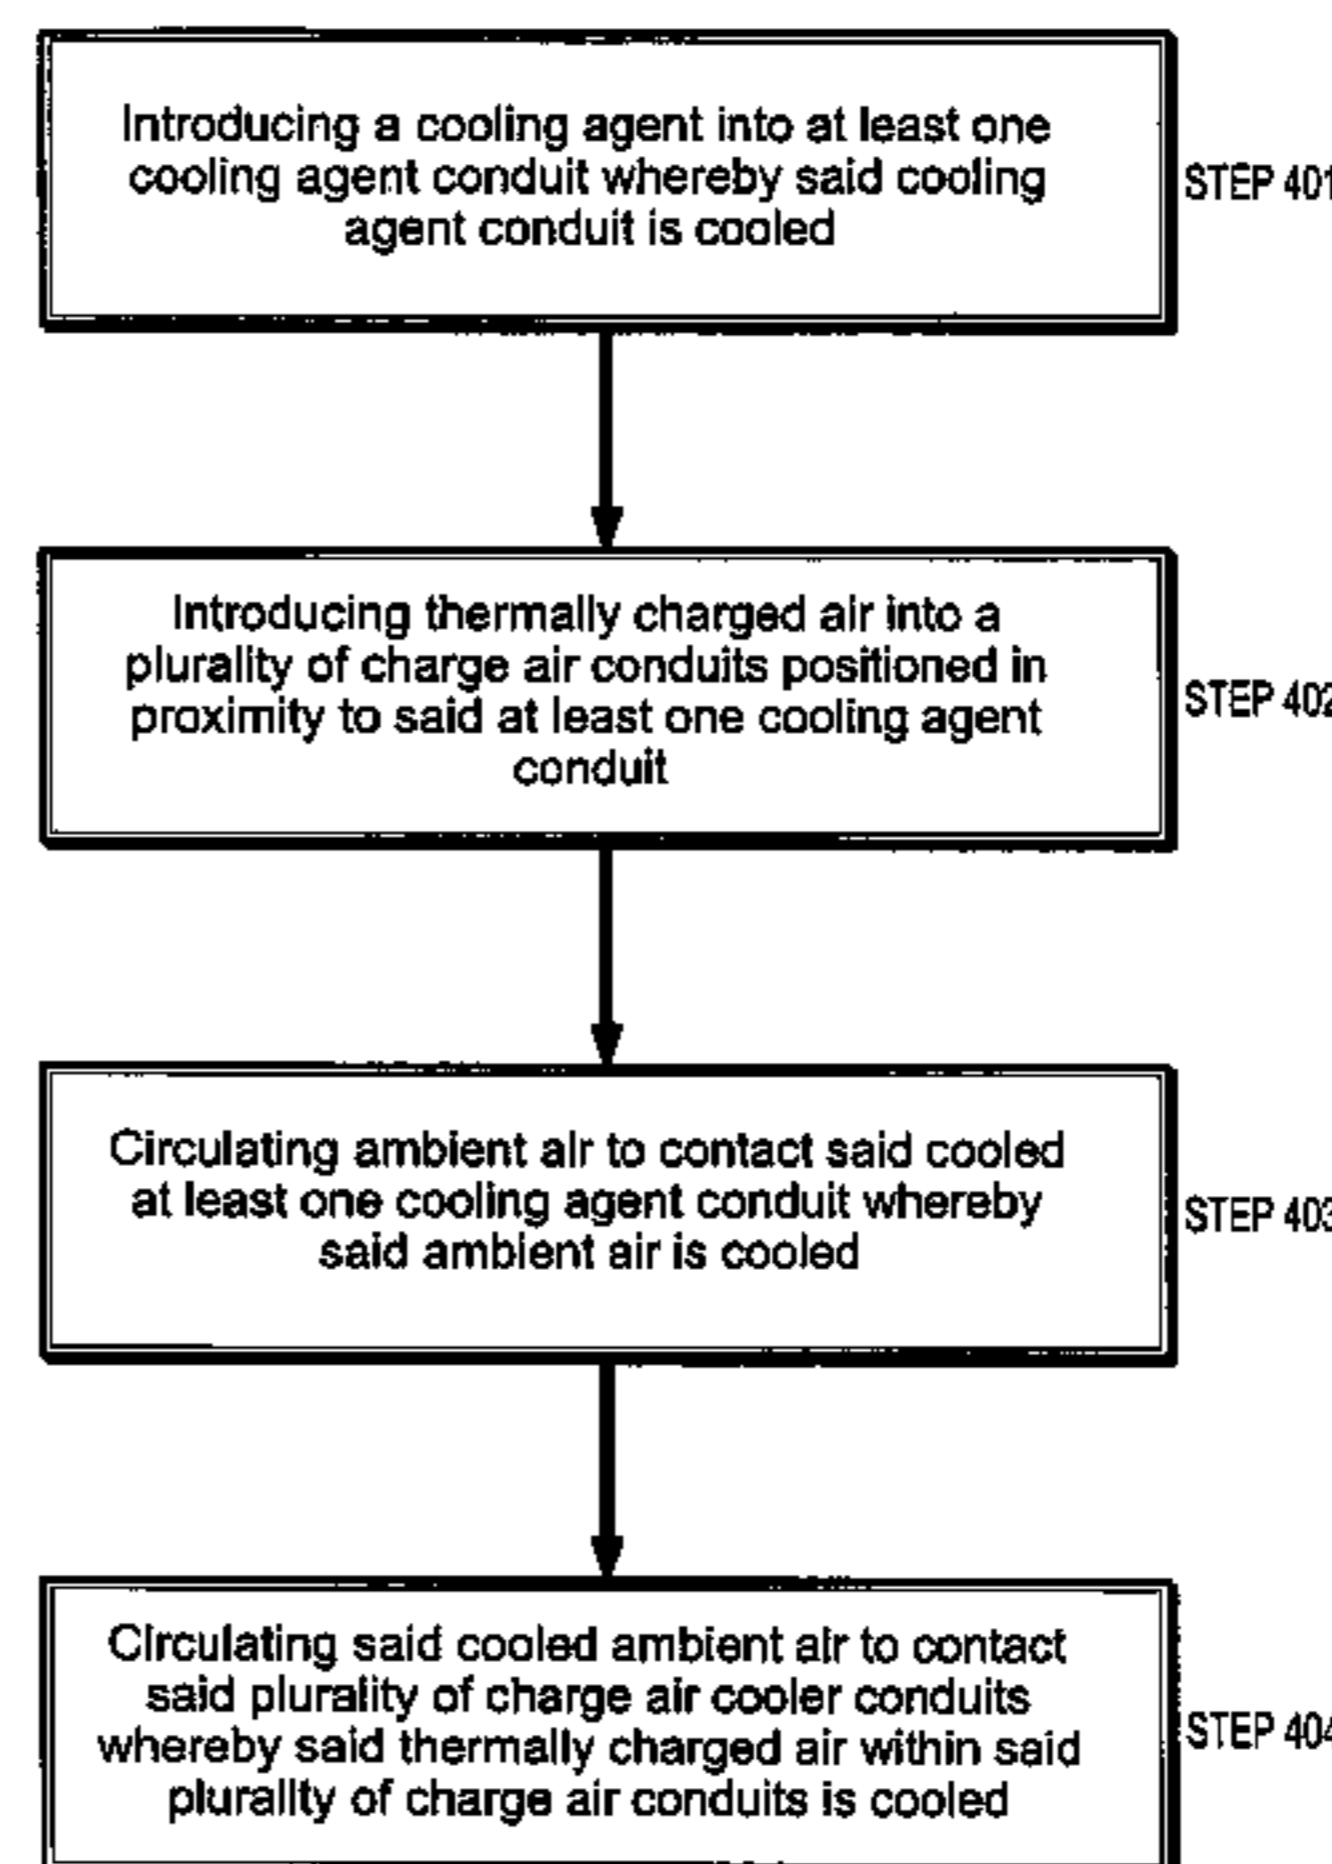 Introducing a cooling agent into at least one
cooling agent conduit whereby said cooling
agent conduit is cooled
STEP 401
Introducing thermally charged air into a
plurality of charge air conduits positioned in
proximity to said at least one cooling agent
conduit
STEP 402
Circulating ambient air to contact said cooled
at least one cooling agent conduit whereby
said ambient air is cooled
STEP 403
Circulating said cooled ambient air to contact
said plurality of charge air cooler conduits
whereby said thermally charged air within said
plurality of charge air conduits is cooled
STEP 404